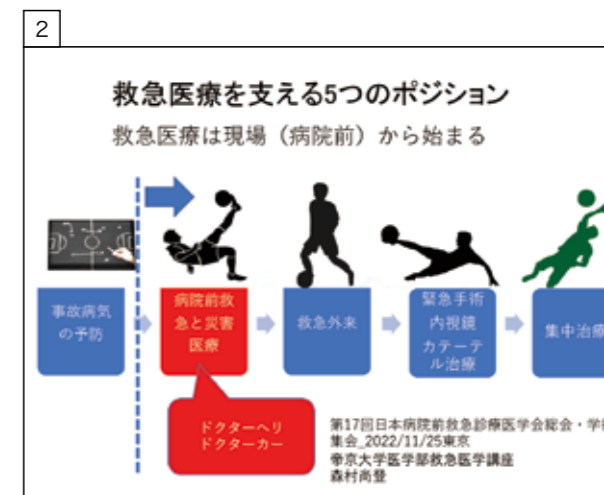 2
救急医療を支える5つのポジション
救急医療は現場（病院前）から始まる
事故病気
の予防
病院前救
急と災害
医療
救急外来
緊急手術
内視鏡
カテーテ
ル治療
集中治療
ドクターヘリ
ドクターカー
第17回日本病院前救急診療医学会総会・学術
集会_2022/11/25東京
帝京大学医学部救急医学講座
森村尚登